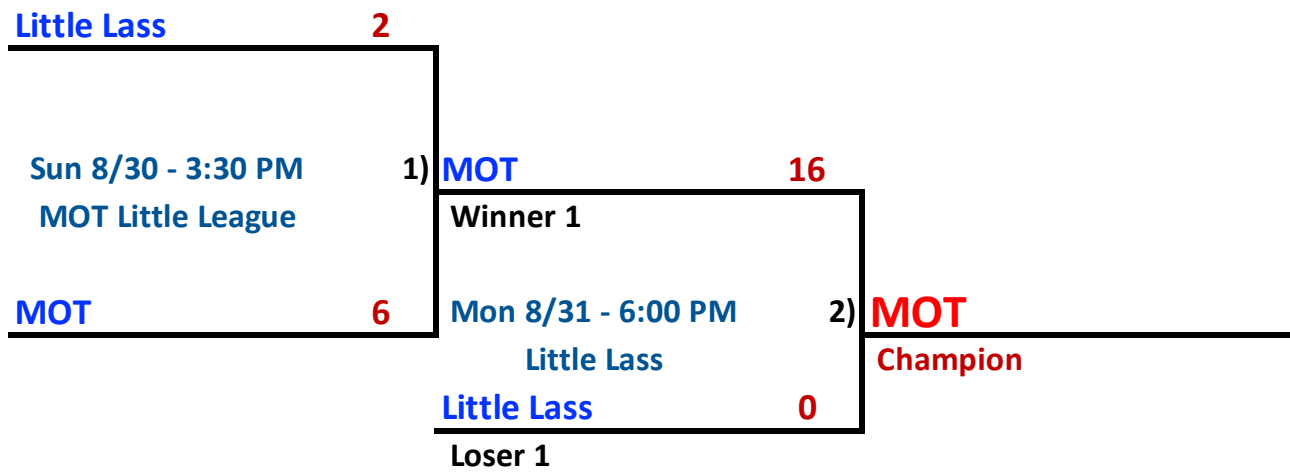 Little Lass 2
Sun 8/30 - 3:30 PM 1) MOT 16
MOT Little League Winner 1
MOT 6 Mon 8/31 - 6:00 PM 2) MOT
Little Lass Champion
Little Lass 0
Loser 1